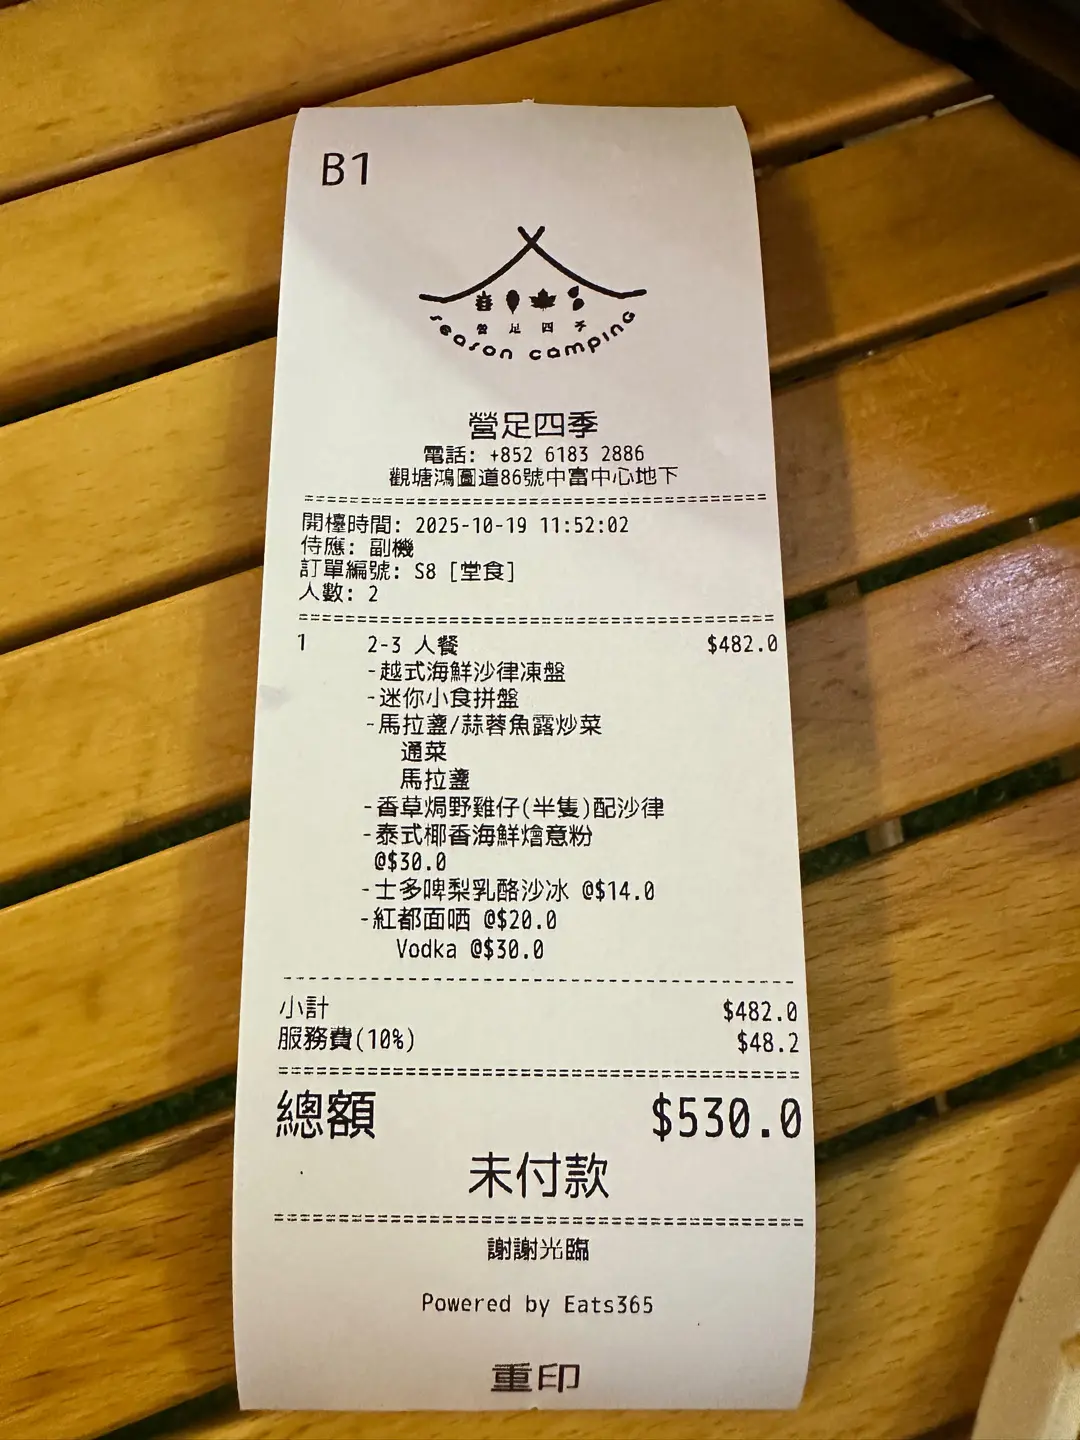 B1
營足四季
season camping
營足四季
電話: +852 6183 2886
觀塘鴻圖道86號中富中心地下
開檯時間: 2025-10-19 11:52:02
侍應: 副機
訂單編號: S8 [堂食]
人數: 2
1 2-3 人餐 $482.0
-越式海鮮沙律凍盤
-迷你小食拼盤
-馬拉盞/蒜蓉魚露炒菜
通菜
馬拉盞
-香草焗野雞仔(半隻)配沙律
-泰式椰香海鮮燴意粉
@$30.0
-士多啤梨乳酪沙冰 @$14.0
-紅都面哂 @$20.0
Vodka @$30.0
小計 $482.0
服務費(10%) $48.2
總額 $530.0
未付款
謝謝光臨
Powered by Eats365
重印